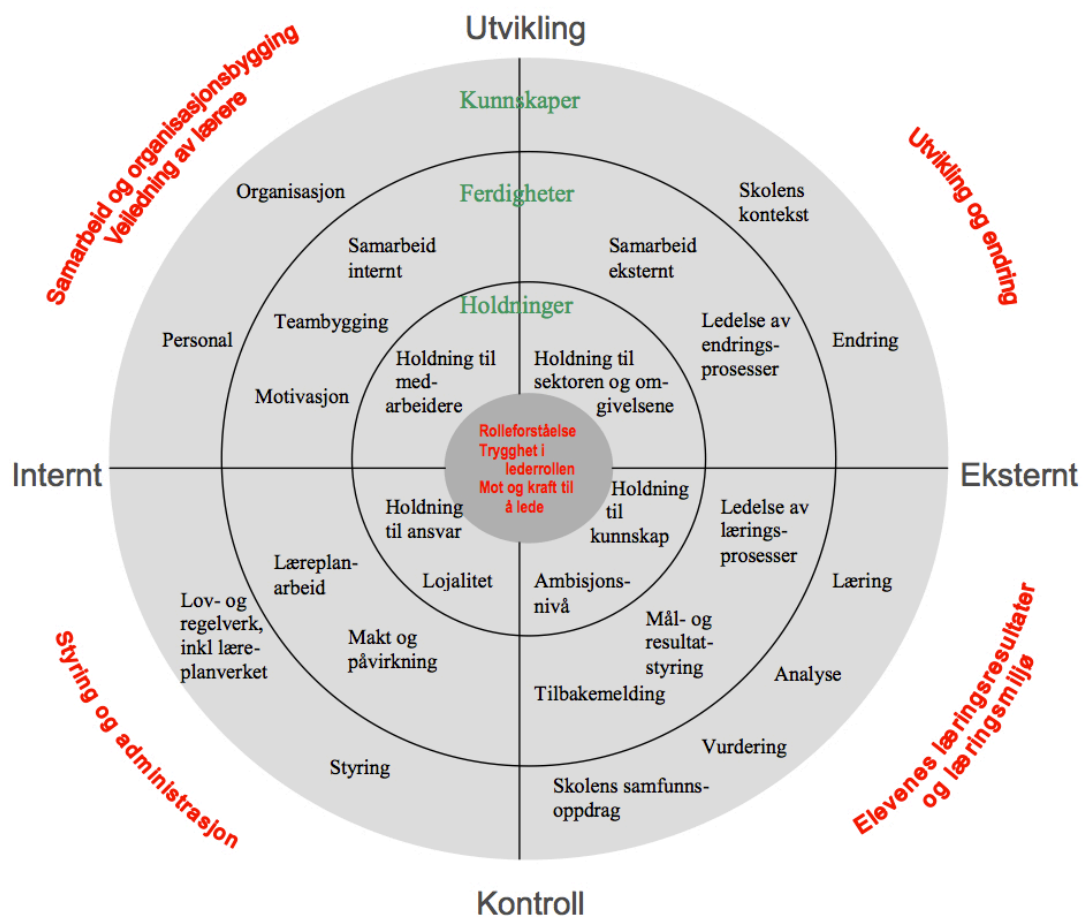 Utvikling
Samarbeid og organisasjonsbygging
Veiledning av lærere
Utvikling og endring
Kunnskaper
Organisasjon
Ferdigheter
Skolens
kontekst
Samarbeid
internt
Samarbeid
eksternt
Holdninger
Personal
Teambygging
Ledelse av
endrings-
prosesser
Endring
Motivasjon
Holdning til
med-
arbeidere
Holdning til
sektoren og om-
givelsene
Internt
Rolleforståelse
Trygghet i
lederrollen
Mot og kraft til
å lede
Eksternt
Holdning
til ansvar
Holdning
til
kunnskap
Ledelse av
lærings-
prosesser
Læreplan-
arbeid
Lojalitet
Ambisjons-
nivå
Læring
Lov- og
regelverk,
inkl lære-
planverket
Makt og
påvirkning
Mål- og
resultat-
styring
Tilbakemelding
Analyse
Styring
Vurdering
Skolens samfunns-
oppdrag
Styring og administrasjon
Elevenes læringsresultater
og læringsmiljø
Kontroll